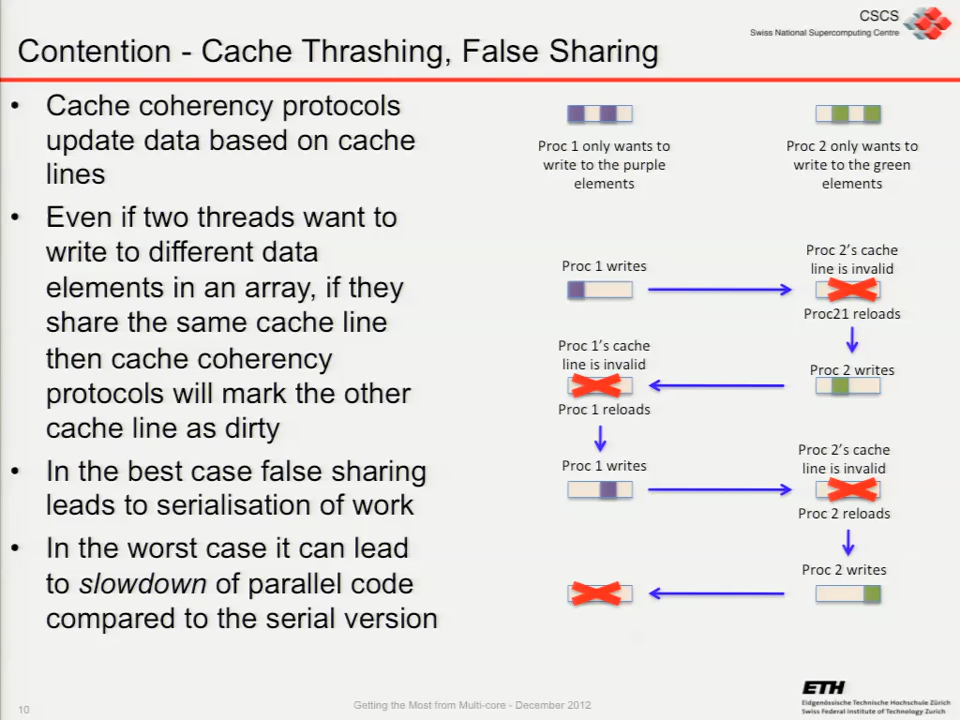 CSCS
Swiss National Supercomputing Centre
Contention - Cache Thrashing, False Sharing
• Cache coherency protocols
update data based on cache
lines
• Even if two threads want to
write to different data
elements in an array, if they
share the same cache line
then cache coherency
protocols will mark the other
cache line as dirty
• In the best case false sharing
leads to serialisation of work
• In the worst case it can lead
to slowdown of parallel code
compared to the serial version
Proc 1 only wants to
write to the purple
elements
Proc 2 only wants to
write to the green
elements
Proc 1 writes
Proc 2's cache
line is invalid
Proc21 reloads
Proc 1's cache
line is invalid
Proc 2 writes
Proc 1 reloads
Proc 1 writes
Proc 2's cache
line is invalid
Proc 2 reloads
Proc 2 writes
10
Getting the Most from Multi-core - December 2012
ETH
Eidgenössische Technische Hochschule Zürich
Swiss Federal Institute of Technology Zurich